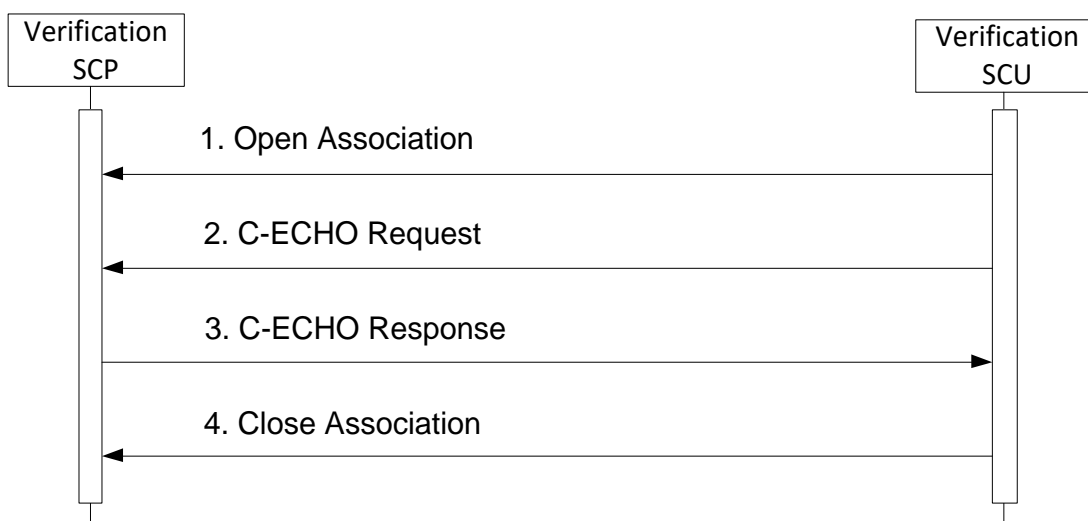 Verification
SCP
Verification
SCU
1. Open Association
2. C-ECHO Request
3. C-ECHO Response
4. Close Association